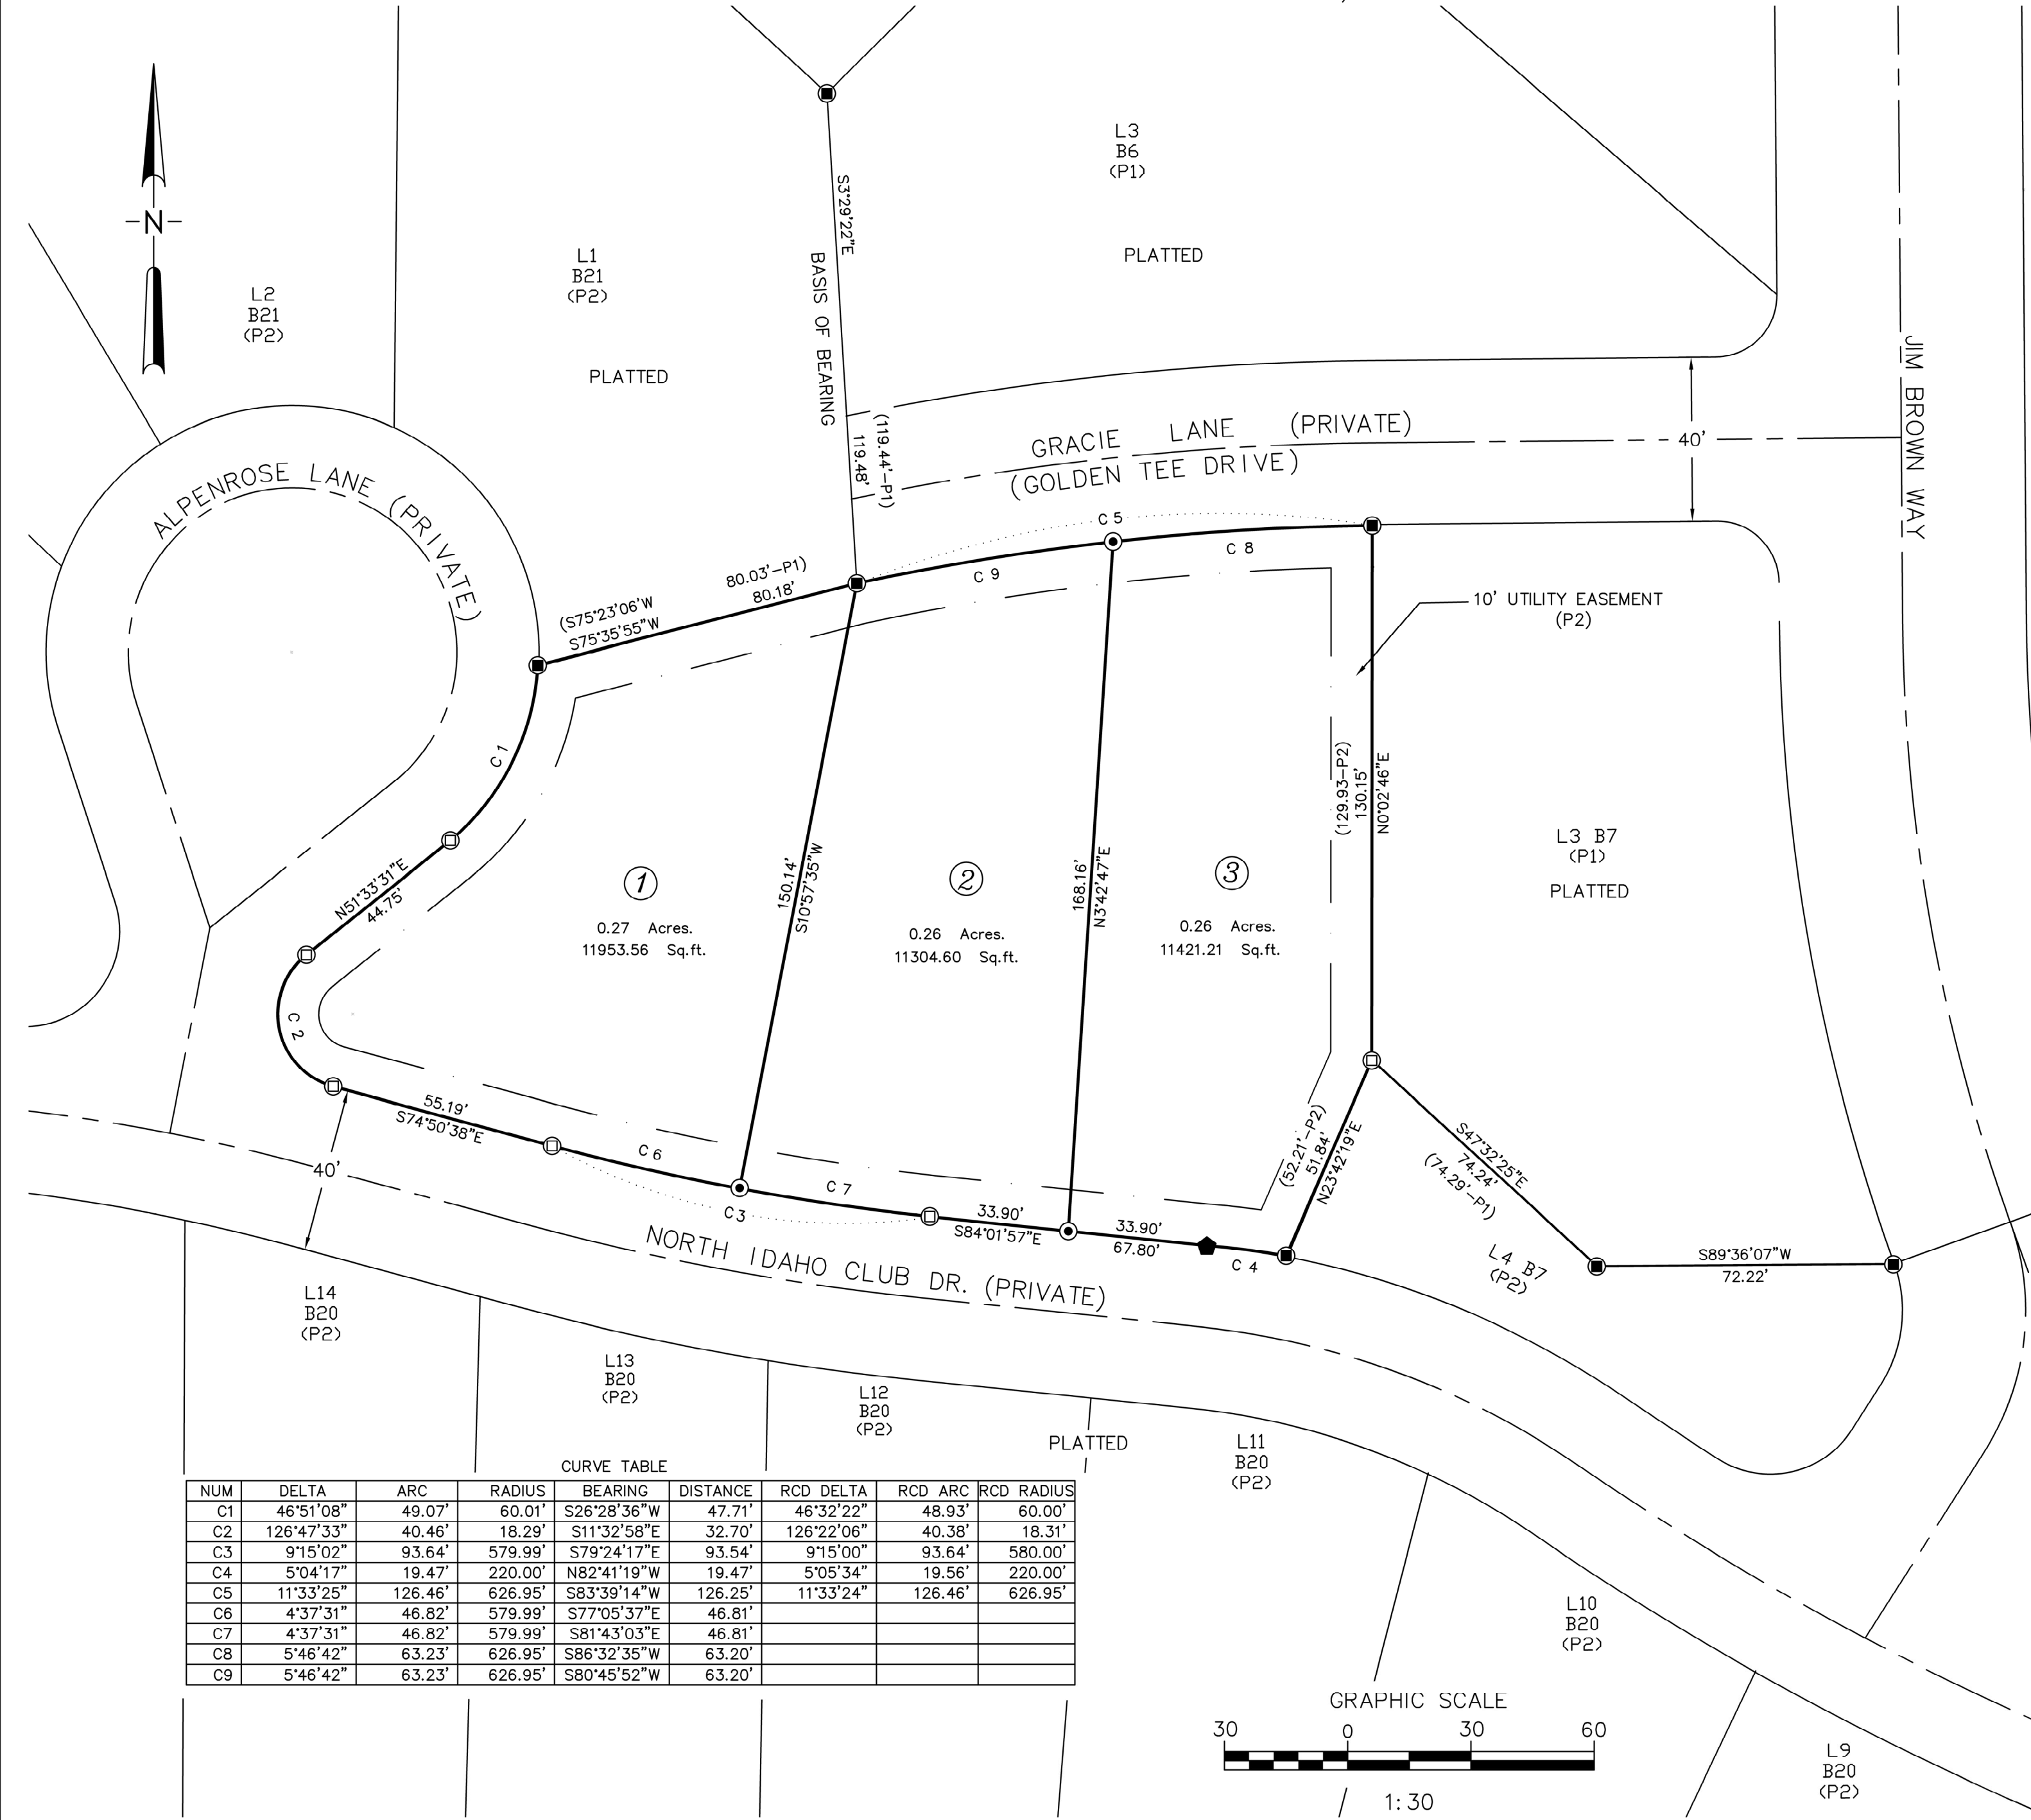 L3
B6
(P1)
PLATTED
-N-
L2
B21
(P2)
L1
B21
(P2)
PLATTED
S3°29'22"E
BASIS OF BEARING
(119.44'-P1)
119.48'
GRACIE LANE (PRIVATE)
(GOLDEN TEE DRIVE)
40'
JIM BROWN WAY
ALPENROSE LANE (PRIVATE)
C 5
C 8
C 9
80.03'-P1)
80.18'
(S75°23'06'W
S75°35'55"W
10' UTILITY EASEMENT
(P2)
C 1
(129.93-P2)
130.15'
N0°02'46"E
L3 B7
(P1)
PLATTED
N51°33'31"E
44.75'
1
0.27 Acres.
11953.56 Sq.ft.
150.14'
S10°57'35"W
2
0.26 Acres.
11304.60 Sq.ft.
168.16'
N3°42'47"E
3
0.26 Acres.
11421.21 Sq.ft.
C 2
55.19'
S74°50'38"E
40'
C 6
C 7
C 3
33.90'
S84°01'57"E
33.90'
67.80'
C 4
(52.21'-P2)
51.84'
N23°42'19"E
S47°32'25"E
74.24'
(74.29'-P1)
L4 B7
(P2)
S89°36'07"W
72.22'
NORTH IDAHO CLUB DR. (PRIVATE)
L14
B20
(P2)
L13
B20
(P2)
L12
B20
(P2)
PLATTED
L11
B20
(P2)
L10
B20
(P2)
L9
B20
(P2)
CURVE TABLE
NUM DELTA ARC RADIUS BEARING DISTANCE RCD DELTA RCD ARC RCD RADIUS
C1 46°51'08" 49.07' 60.01' S26°28'36"W 47.71' 46°32'22" 48.93' 60.00'
C2 126°47'33" 40.46' 18.29' S11°32'58"E 32.70' 126°22'06" 40.38' 18.31'
C3 9°15'02" 93.64' 579.99' S79°24'17"E 93.54' 9°15'00" 93.64' 580.00'
C4 5°04'17" 19.47' 220.00' N82°41'19"W 19.47' 5°05'34" 19.56' 220.00'
C5 11°33'25" 126.46' 626.95' S83°39'14"W 126.25' 11°33'24" 126.46' 626.95'
C6 4°37'31" 46.82' 579.99' S77°05'37"E 46.81'
C7 4°37'31" 46.82' 579.99' S81°43'03"E 46.81'
C8 5°46'42" 63.23' 626.95' S86°32'35"W 63.20'
C9 5°46'42" 63.23' 626.95' S80°45'52"W 63.20'
GRAPHIC SCALE
30 0 30 60
1:30